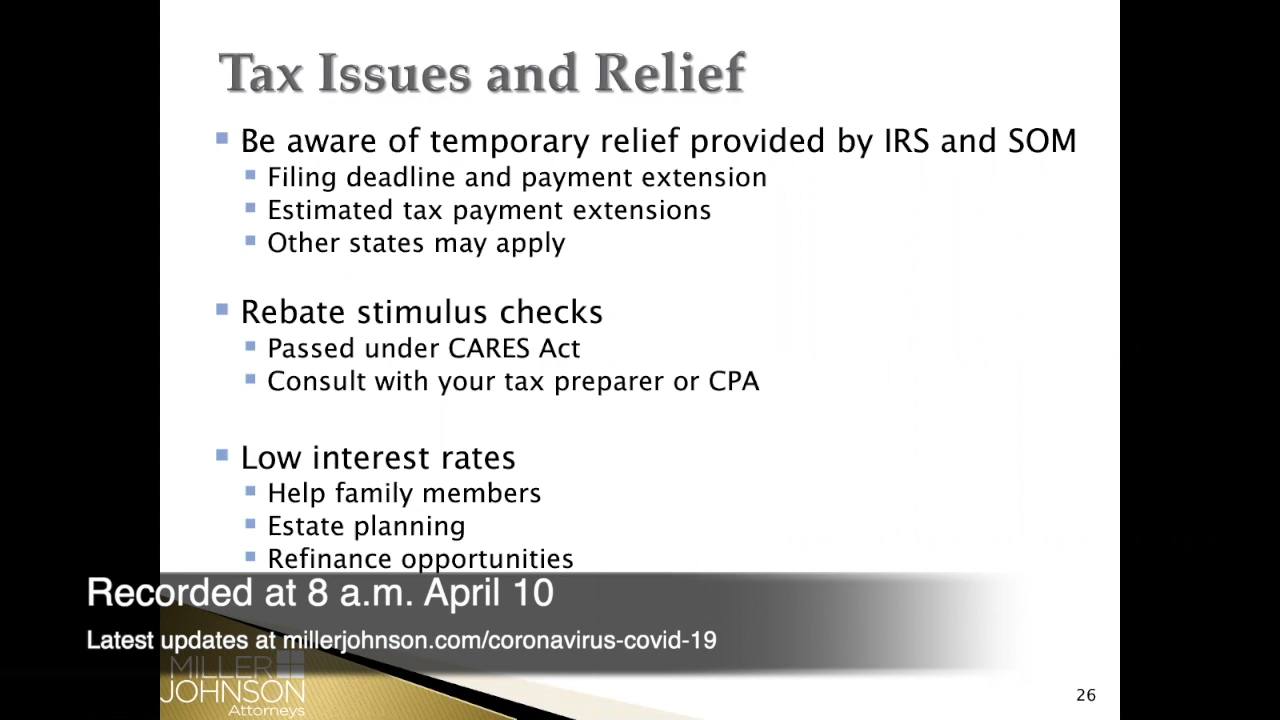 Tax Issues and Relief
Be aware of temporary relief provided by IRS and SOM
Filing deadline and payment extension
Estimated tax payment extensions
Other states may apply
Rebate stimulus checks
Passed under CARES Act
Consult with your tax preparer or CPA
Low interest rates
Help family members
Estate planning
Refinance opportunities
Recorded at 8 a.m. April 10
Latest updates at millerjohnson.com/coronavirus-covid-19
MILLER
JOHNSON
Attorneys
26